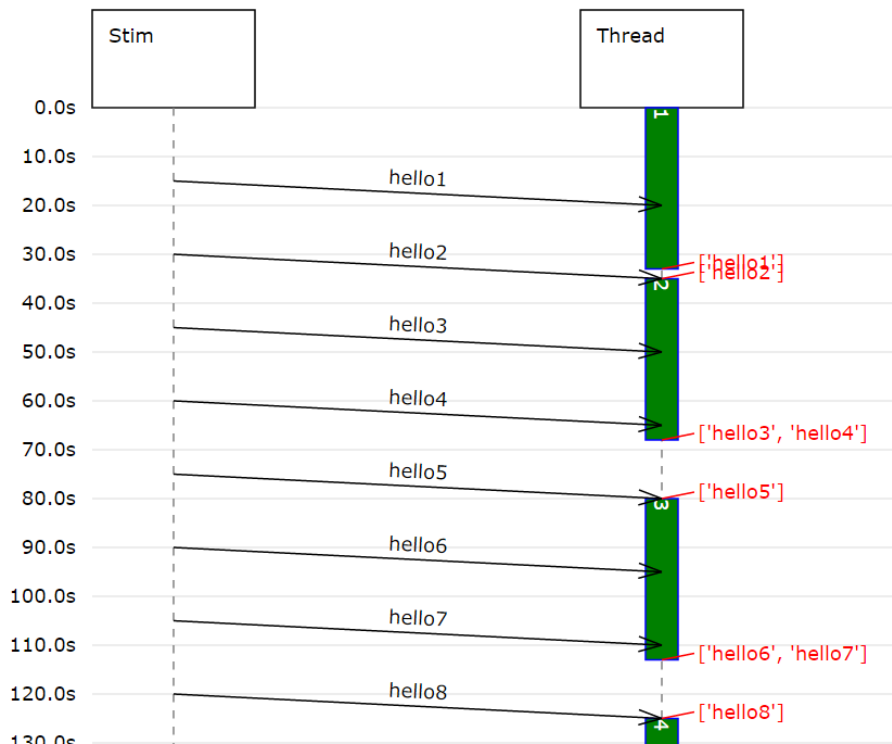 Stim
Thread
0.0s
1
10.0s
hello1
20.0s
hello2
30.0s
['hello1']
['hello2']
2
40.0s
hello3
50.0s
hello4
60.0s
['hello3', 'hello4']
70.0s
hello5
['hello5']
80.0s
3
hello6
90.0s
100.0s
hello7
110.0s
['hello6', 'hello7']
hello8
120.0s
['hello8']
4
130.0s